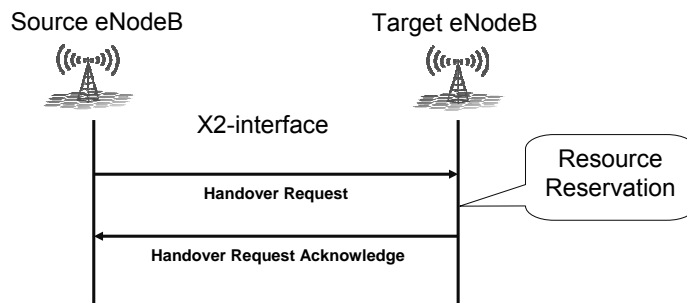 Source eNodeB
Target eNodeB
X2-interface
Handover Request
Resource
Reservation
Handover Request Acknowledge